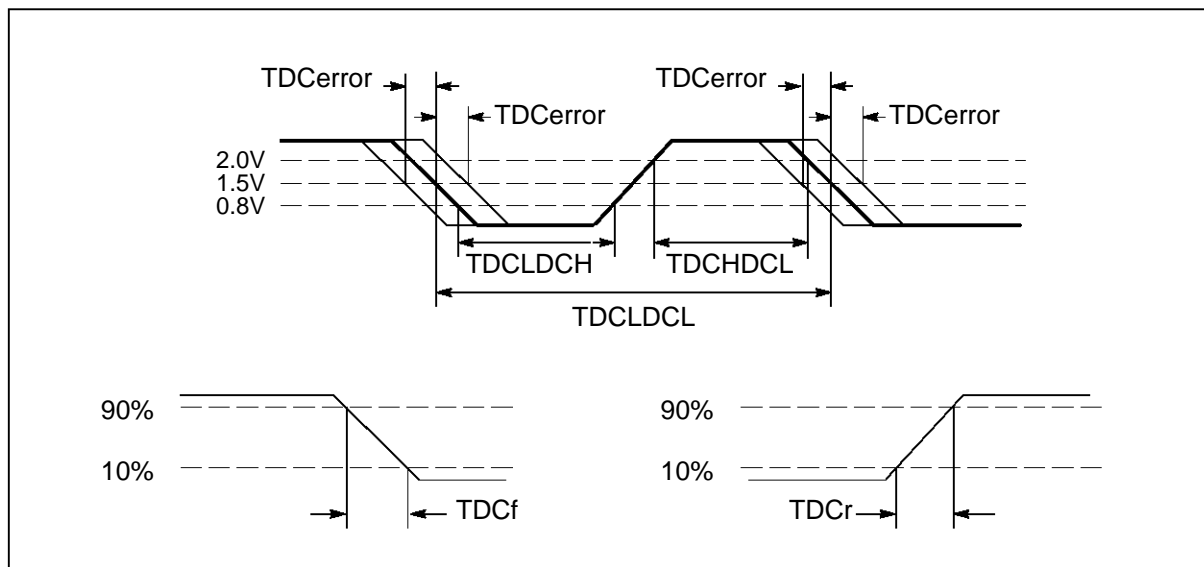 TDCerror
TDCerror
TDCerror
TDCerror
2.0V
1.5V
0.8V
TDCLDCH
TDCHDCL
TDCLDCL
90%
10%
TDCf
90%
10%
TDCr